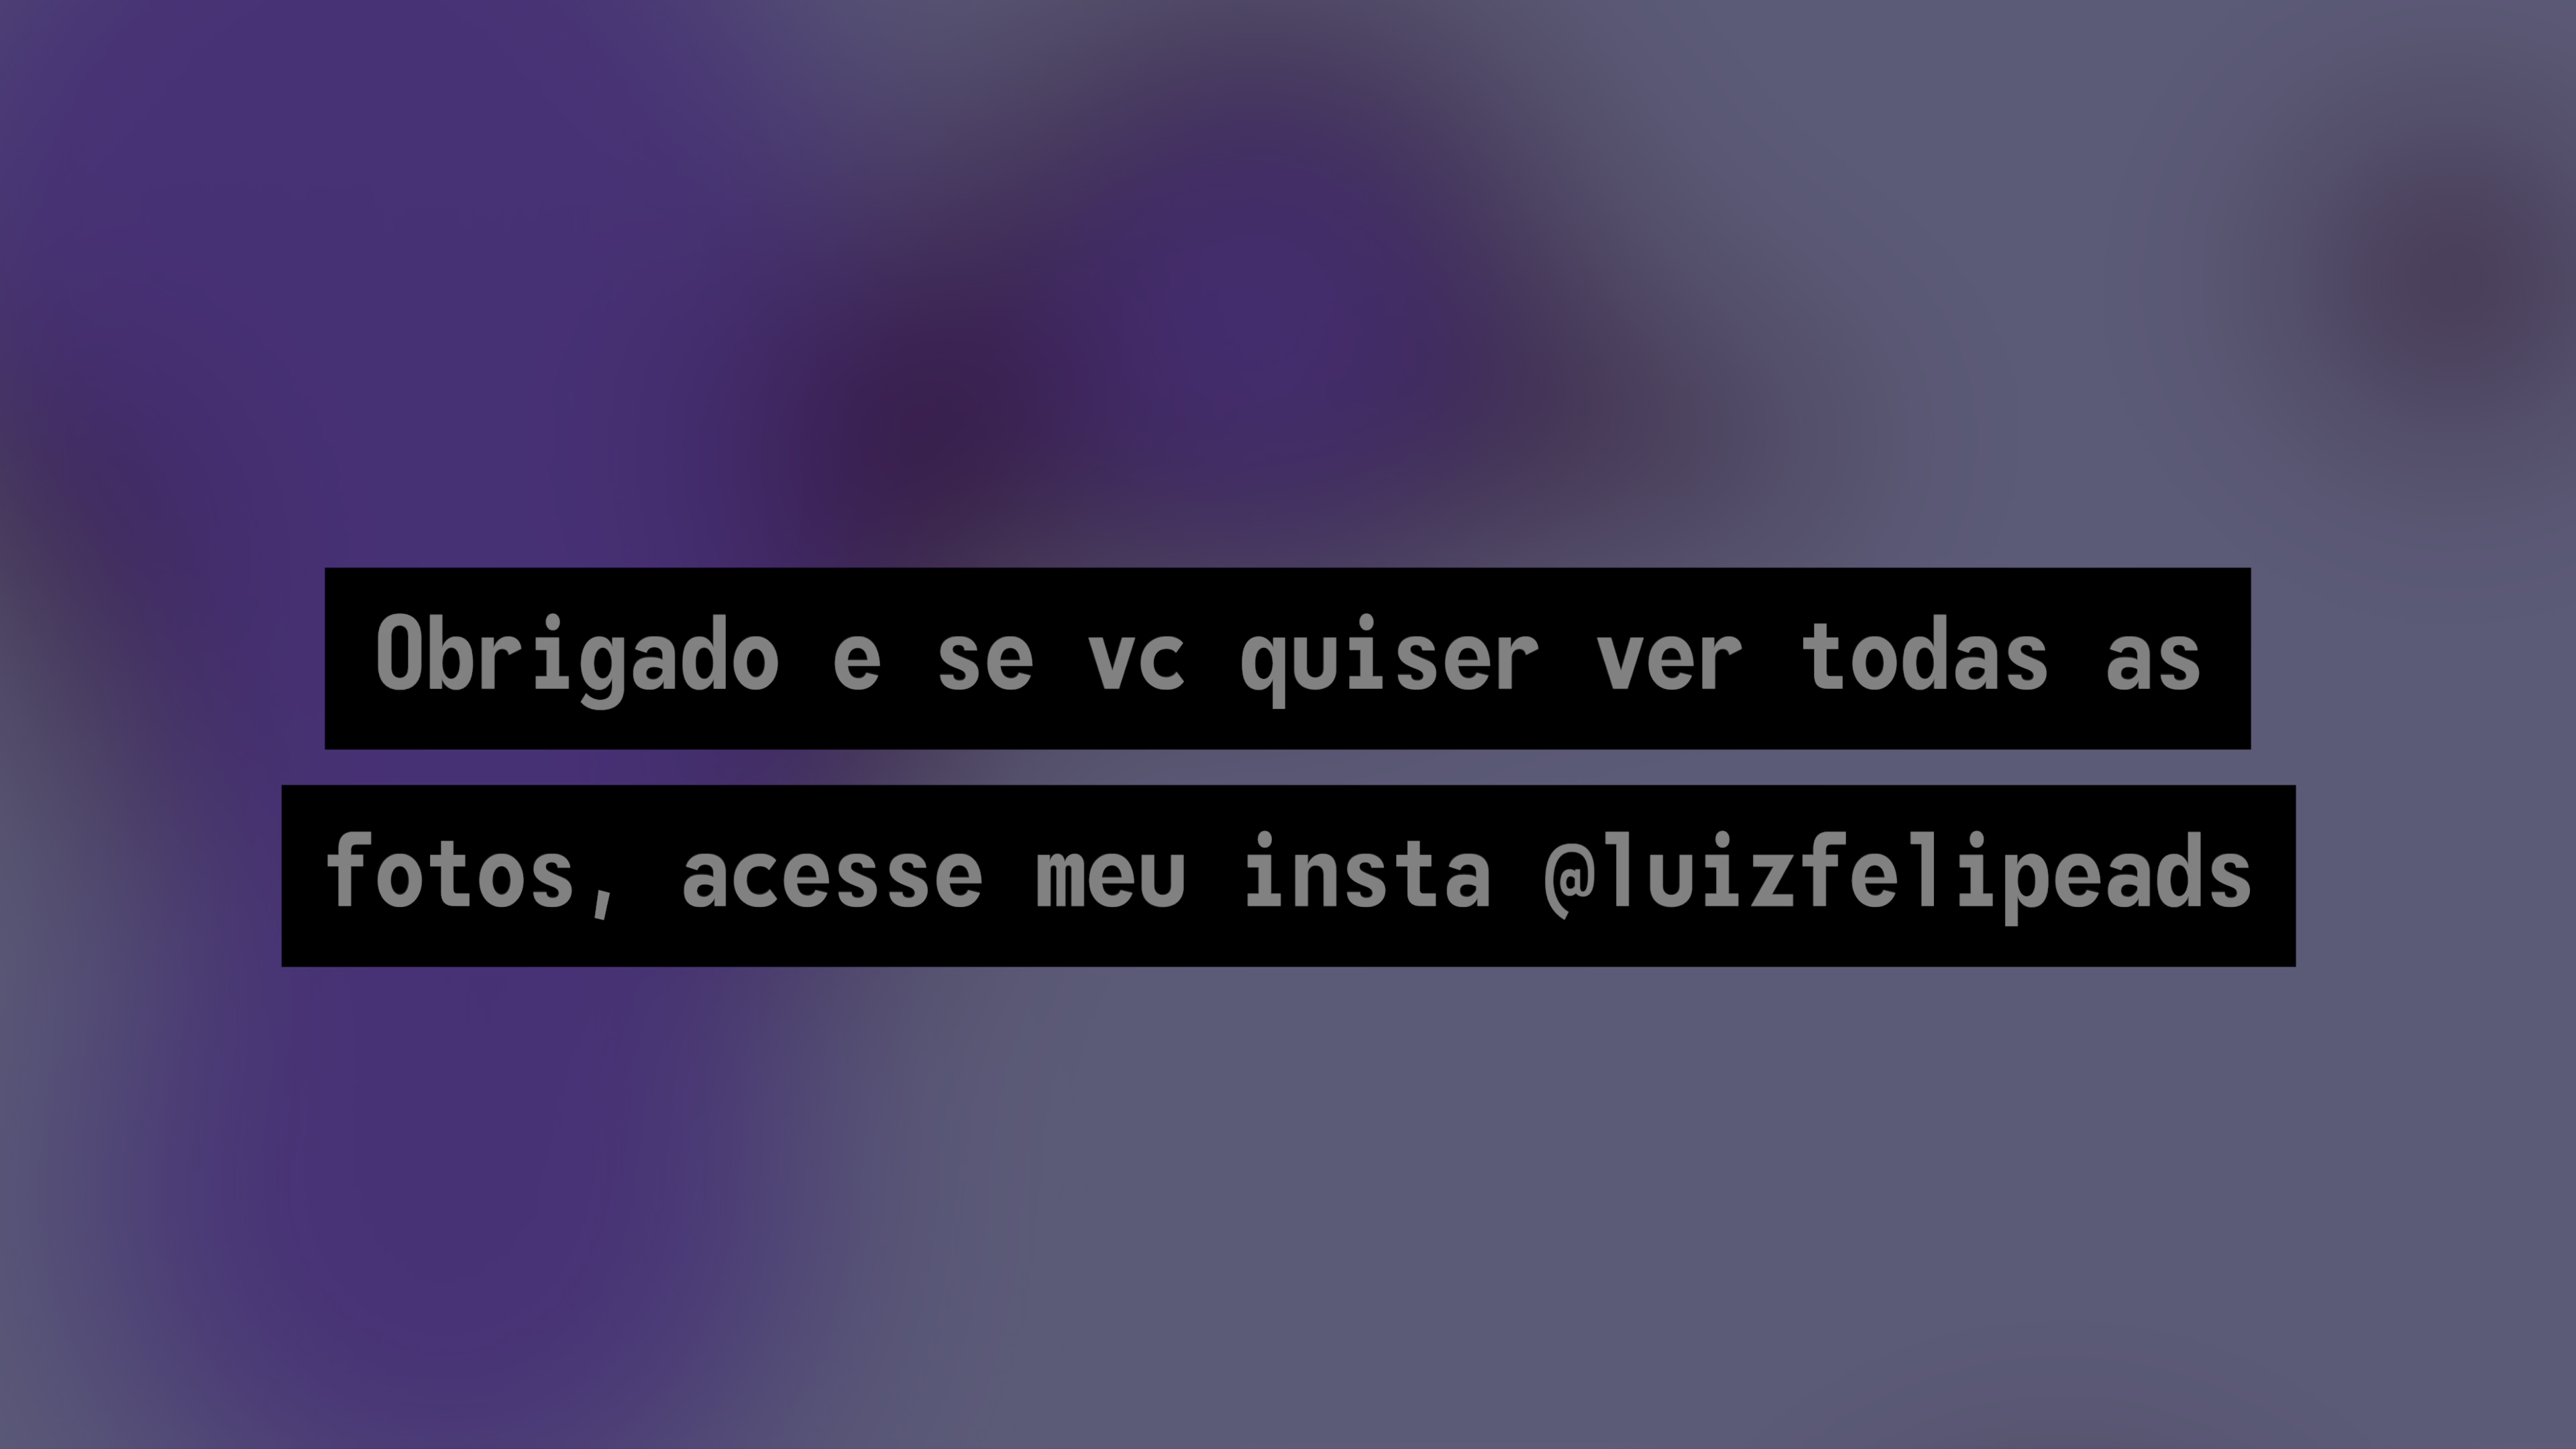 Obrigado e se vc quiser ver todas as
fotos, acesse meu insta @luizfelipeads